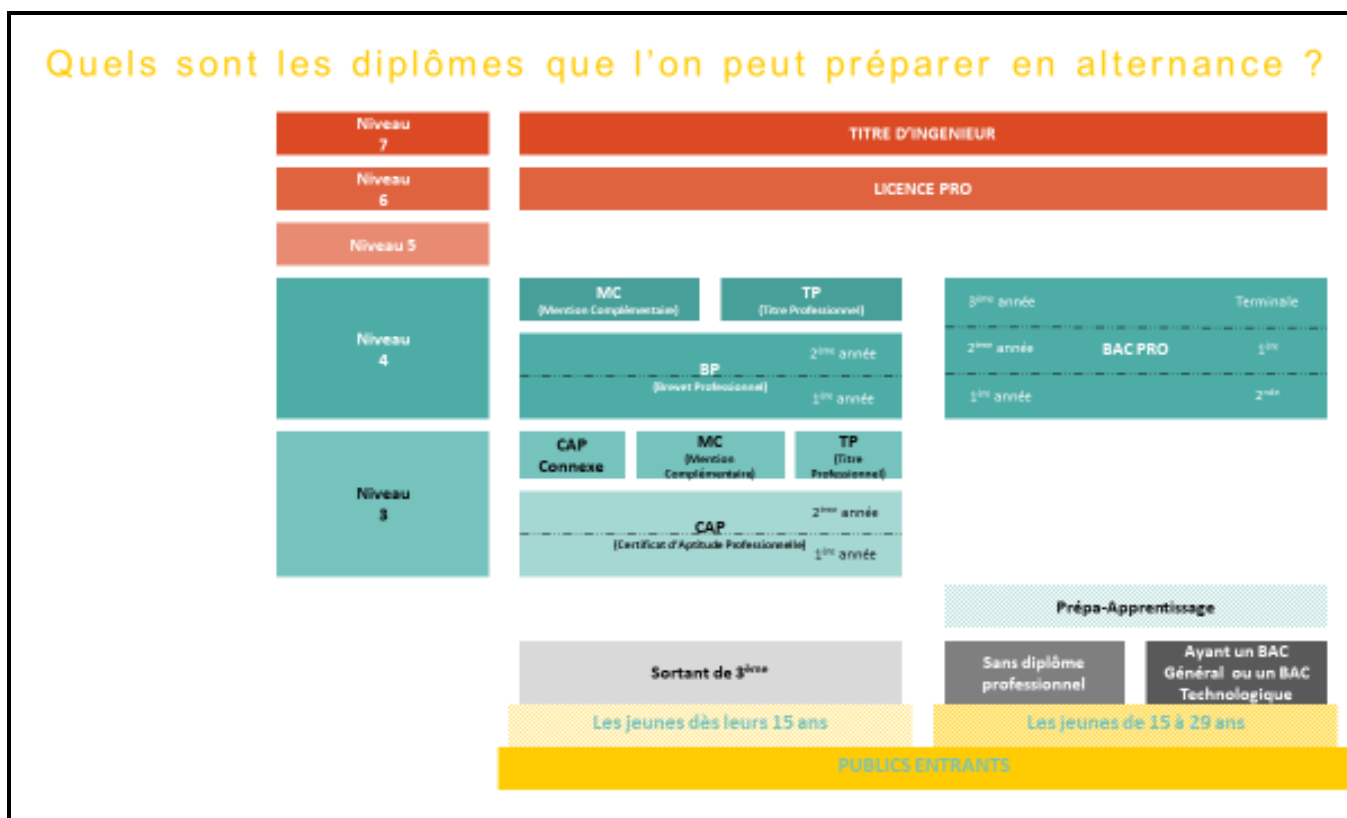 Quels sont les diplômes que l'on peut préparer en alternance ?
Niveau
7
TITRE D'INGENIEUR
Niveau
6
LICENCE PRO
Niveau 5
Niveau
4
MC
(Mention Complémentaire)
TP
(Titre Professionnel)
2ème année
BP
(Brevet Professionnel)
1ère année
3ème année
Terminale
2ème année
BAC PRO
1ère
1ère année
2nde
Niveau
3
CAP
Connexe
MC
(Mention
Complémentaire)
TP
(Titre
Professionnel)
2ème année
CAP
(Certificat d'Aptitude Professionnelle)
1ère année
Prépa-Apprentissage
Sortant de 3ème
Sans diplôme
professionnel
Ayant un BAC
Général ou un BAC
Technologique
Les jeunes dès leurs 15 ans
Les jeunes de 15 à 29 ans
PUBLICS ENTRANTS